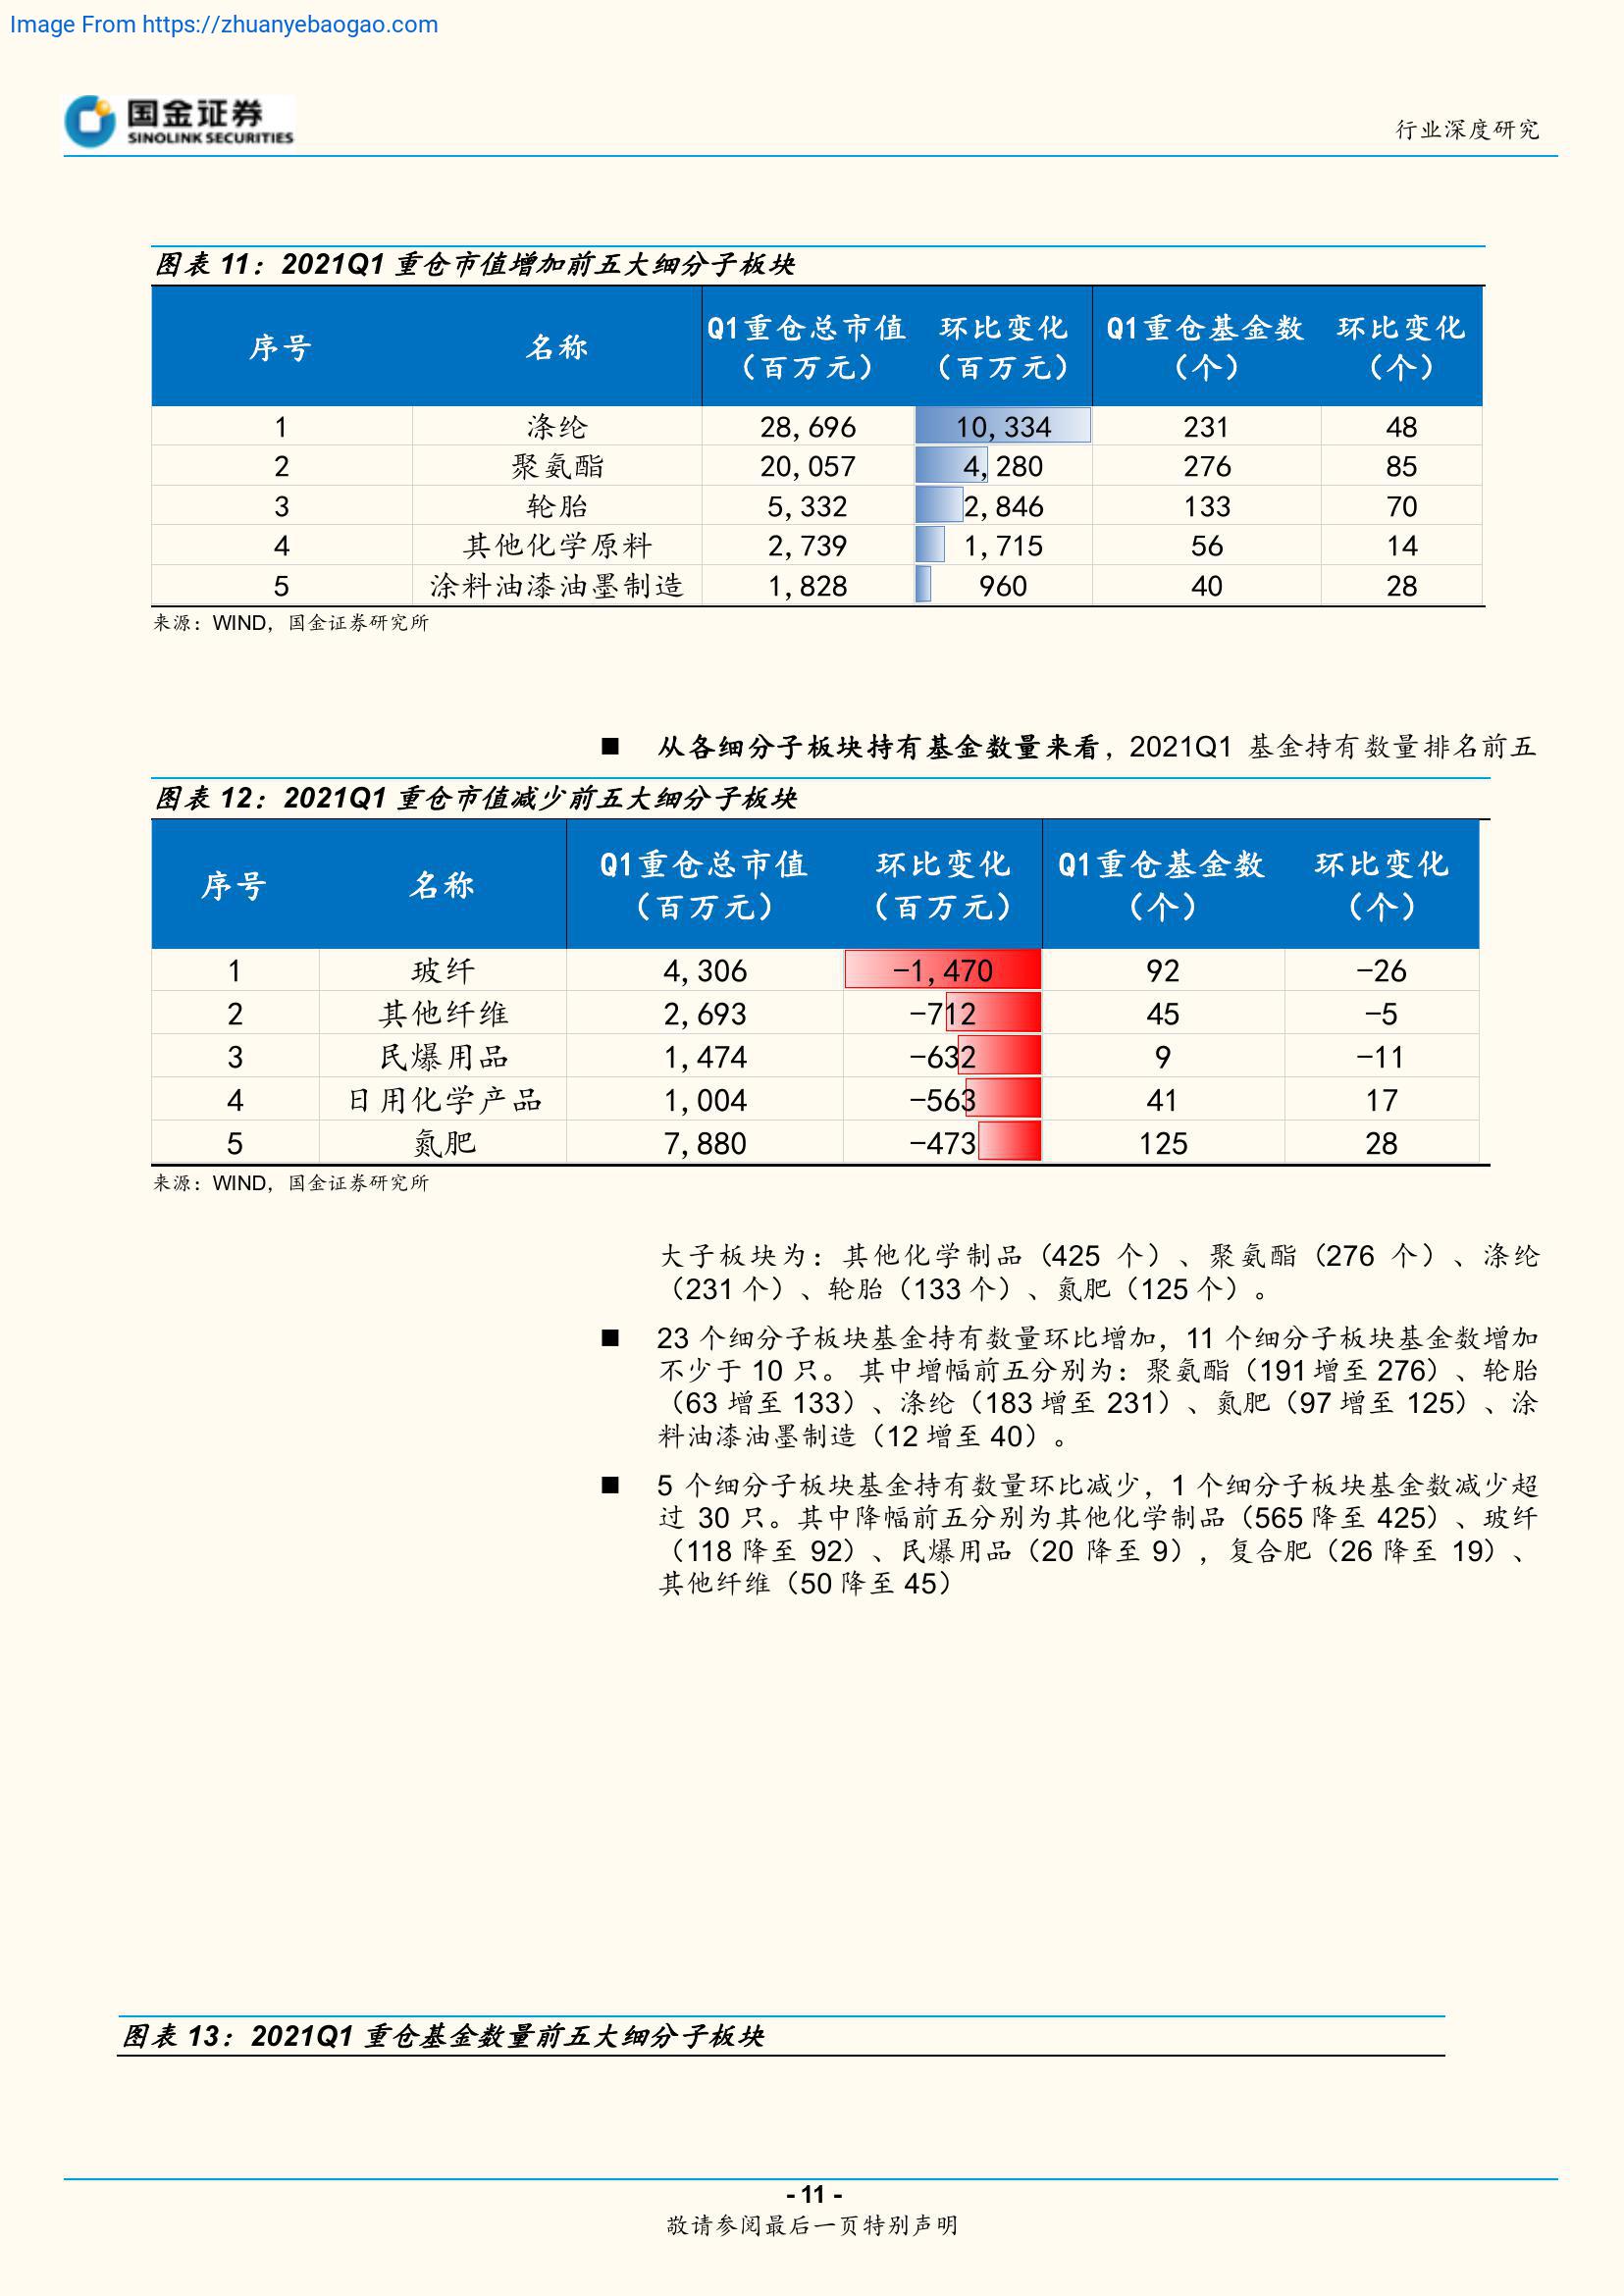 Image From https://zhuanyebaogao.com
国金证券
SINOLINK SECURITIES
行业深度研究
图表 11：2021Q1 重仓市值增加前五大细分子板块
序号 名称 Q1重仓总市值（百万元） 环比变化（百万元） Q1重仓基金数（个） 环比变化（个）
1 涤纶 28,696 10,334 231 48
2 聚氨酯 20,057 4,280 276 85
3 轮胎 5,332 2,846 133 70
4 其他化学原料 2,739 1,715 56 14
5 涂料油漆油墨制造 1,828 960 40 28
来源：WIND，国金证券研究所
■ 从各细分子板块持有基金数量来看，2021Q1 基金持有数量排名前五
图表 12：2021Q1 重仓市值减少前五大细分子板块
序号 名称 Q1重仓总市值（百万元） 环比变化（百万元） Q1重仓基金数（个） 环比变化（个）
1 玻纤 4,306 -1,470 92 -26
2 其他纤维 2,693 -712 45 -5
3 民爆用品 1,474 -632 9 -11
4 日用化学产品 1,004 -563 41 17
5 氮肥 7,880 -473 125 28
来源：WIND，国金证券研究所
大子板块为：其他化学制品（425 个）、聚氨酯（276 个）、涤纶
（231 个）、轮胎（133 个）、氮肥（125 个）。
■ 23 个细分子板块基金持有数量环比增加，11 个细分子板块基金数增加
不少于 10 只。 其中增幅前五分别为：聚氨酯（191 增至 276）、轮胎
（63 增至 133）、涤纶（183 增至 231）、氮肥（97 增至 125）、涂
料油漆油墨制造（12 增至 40）。
■ 5 个细分子板块基金持有数量环比减少，1 个细分子板块基金数减少超
过 30 只。其中降幅前五分别为其他化学制品（565 降至 425）、玻纤
（118 降至 92）、民爆用品（20 降至 9），复合肥（26 降至 19）、
其他纤维（50 降至 45）
图表 13：2021Q1 重仓基金数量前五大细分子板块
- 11 -
敬请参阅最后一页特别声明